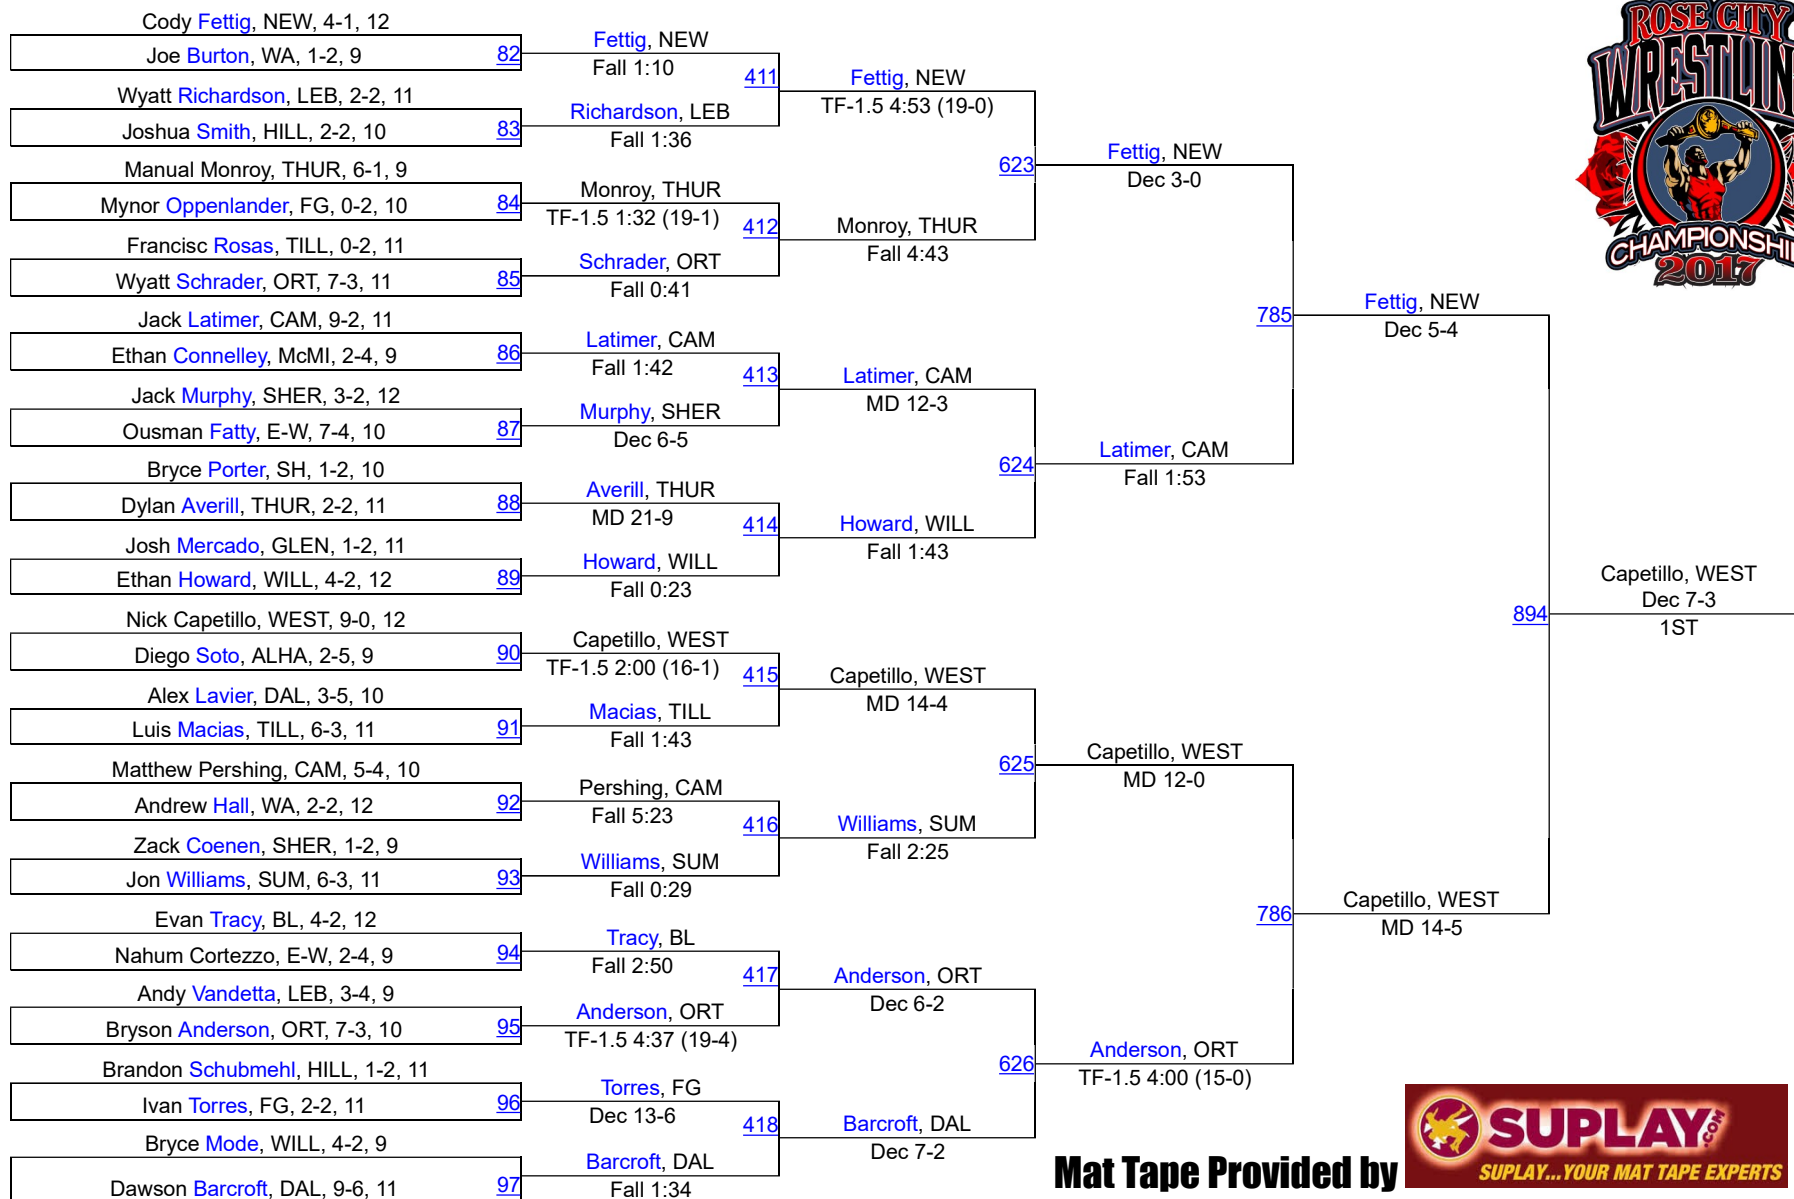 Cody Fettig, NEW, 4-1, 12
Joe Burton, WA, 1-2, 9
82
Wyatt Richardson, LEB, 2-2, 11
Joshua Smith, HILL, 2-2, 10
83
Manual Monroy, THUR, 6-1, 9
Mynor Oppenlander, FG, 0-2, 10
84
Francisc Rosas, TILL, 0-2, 11
Wyatt Schrader, ORT, 7-3, 11
85
Jack Latimer, CAM, 9-2, 11
Ethan Connelley, McMI, 2-4, 9
86
Jack Murphy, SHER, 3-2, 12
Ousman Fatty, E-W, 7-4, 10
87
Bryce Porter, SH, 1-2, 10
Dylan Averill, THUR, 2-2, 11
88
Josh Mercado, GLEN, 1-2, 11
Ethan Howard, WILL, 4-2, 12
89
Nick Capetillo, WEST, 9-0, 12
Diego Soto, ALHA, 2-5, 9
90
Alex Lavier, DAL, 3-5, 10
Luis Macias, TILL, 6-3, 11
91
Matthew Pershing, CAM, 5-4, 10
Andrew Hall, WA, 2-2, 12
92
Zack Coenen, SHER, 1-2, 9
Jon Williams, SUM, 6-3, 11
93
Evan Tracy, BL, 4-2, 12
Nahum Cortezzo, E-W, 2-4, 9
94
Andy Vandetta, LEB, 3-4, 9
Bryson Anderson, ORT, 7-3, 10
95
Brandon Schubmehl, HILL, 1-2, 11
Ivan Torres, FG, 2-2, 11
96
Bryce Mode, WILL, 4-2, 9
Dawson Barcroft, DAL, 9-6, 11
97
Fettig, NEW
Fall 1:10
411
Richardson, LEB
Fall 1:36
Monroy, THUR
TF-1.5 1:32 (19-1)
412
Schrader, ORT
Fall 0:41
Latimer, CAM
Fall 1:42
413
Murphy, SHER
Dec 6-5
Averill, THUR
MD 21-9
414
Howard, WILL
Fall 0:23
Capetillo, WEST
TF-1.5 2:00 (16-1)
415
Macias, TILL
Fall 1:43
Pershing, CAM
Fall 5:23
416
Williams, SUM
Fall 0:29
Tracy, BL
Fall 2:50
417
Anderson, ORT
TF-1.5 4:37 (19-4)
Torres, FG
Dec 13-6
418
Barcroft, DAL
Fall 1:34
Fettig, NEW
TF-1.5 4:53 (19-0)
623
Monroy, THUR
Fall 4:43
Latimer, CAM
MD 12-3
624
Howard, WILL
Fall 1:43
Capetillo, WEST
MD 14-4
625
Williams, SUM
Fall 2:25
Anderson, ORT
Dec 6-2
626
Barcroft, DAL
Dec 7-2
Fettig, NEW
Dec 3-0
785
Latimer, CAM
Fall 1:53
Capetillo, WEST
MD 12-0
786
Anderson, ORT
TF-1.5 4:00 (15-0)
Fettig, NEW
Dec 5-4
894
Capetillo, WEST
MD 14-5
Capetillo, WEST
Dec 7-3
1ST
ROSE CITY
WRESTLIN
CHAMPIONSHI
2017
Mat Tape Provided by
SUPLAY.COM
SUPLAY...YOUR MAT TAPE EXPERTS